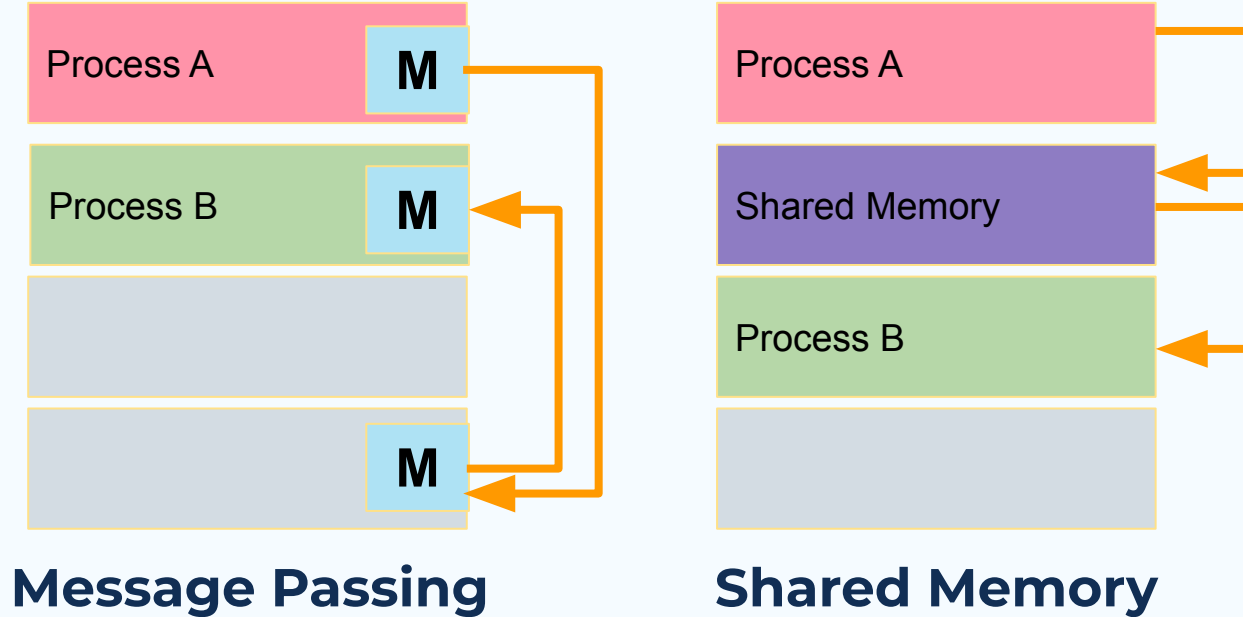 Process A
M
Process B
M
M
Message Passing
Process A
Shared Memory
Process B
Shared Memory